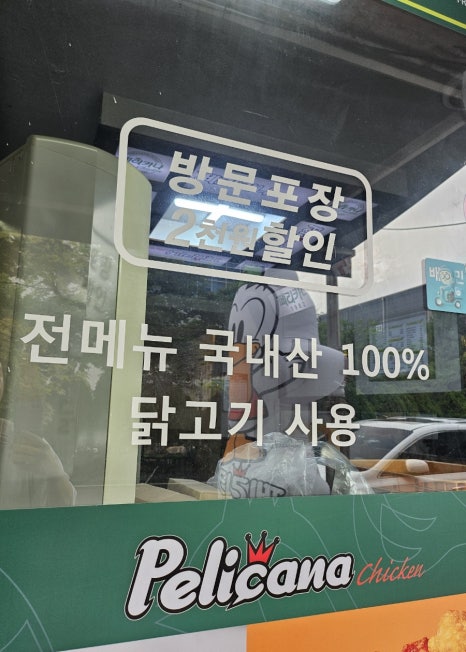 방문포장
2천원할인
전메뉴 국내산 100%
닭고기 사용
Pelicana Chicken